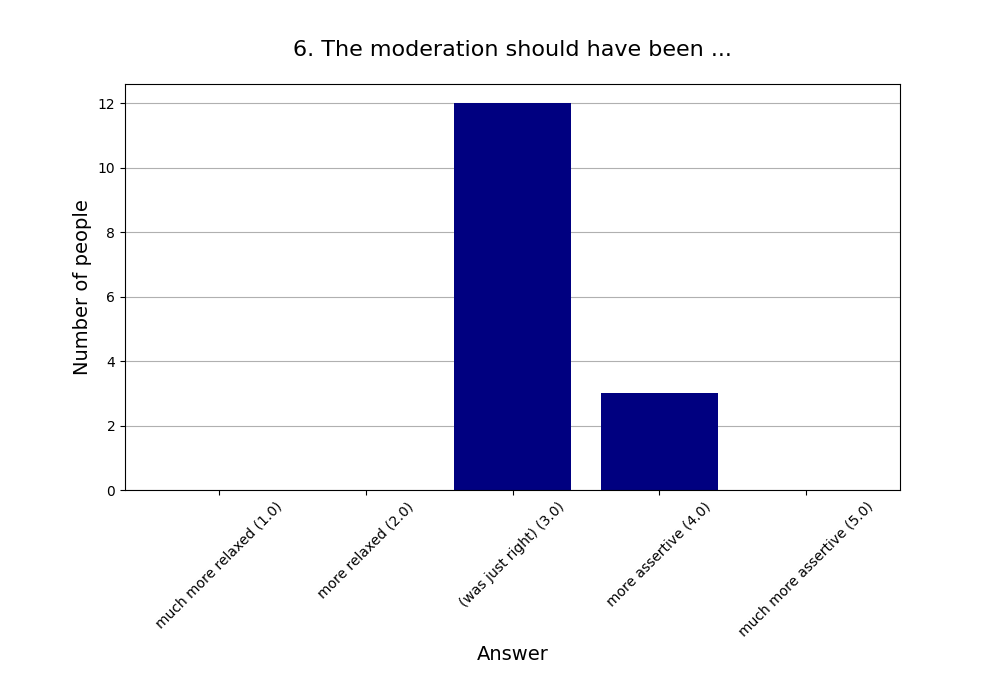 6. The moderation should have been ...
12
10
8
6
4
2
0
Number of people
much more relaxed (1.0)
more relaxed (2.0)
(was just right) (3.0)
more assertive (4.0)
much more assertive (5.0)
Answer